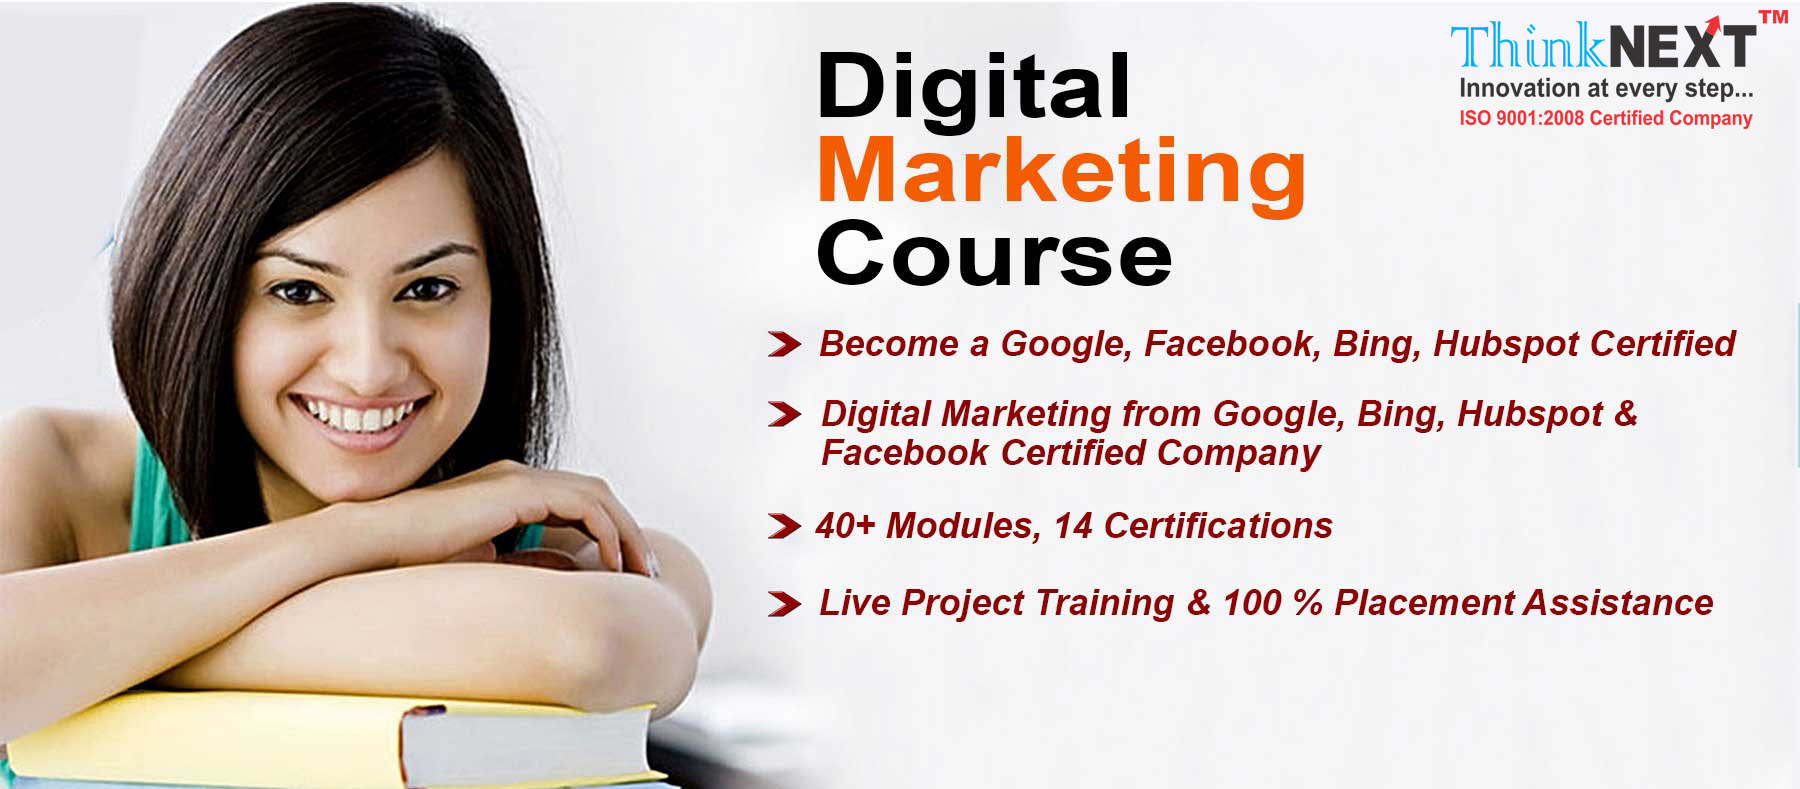 ThinkNEXT™
Innovation at every step...
ISO 9001:2008 Certified Company
Digital
Marketing
Course
Become a Google, Facebook, Bing, Hubspot Certified
Digital Marketing from Google, Bing, Hubspot &
Facebook Certified Company
40+ Modules, 14 Certifications
Live Project Training & 100 % Placement Assistance